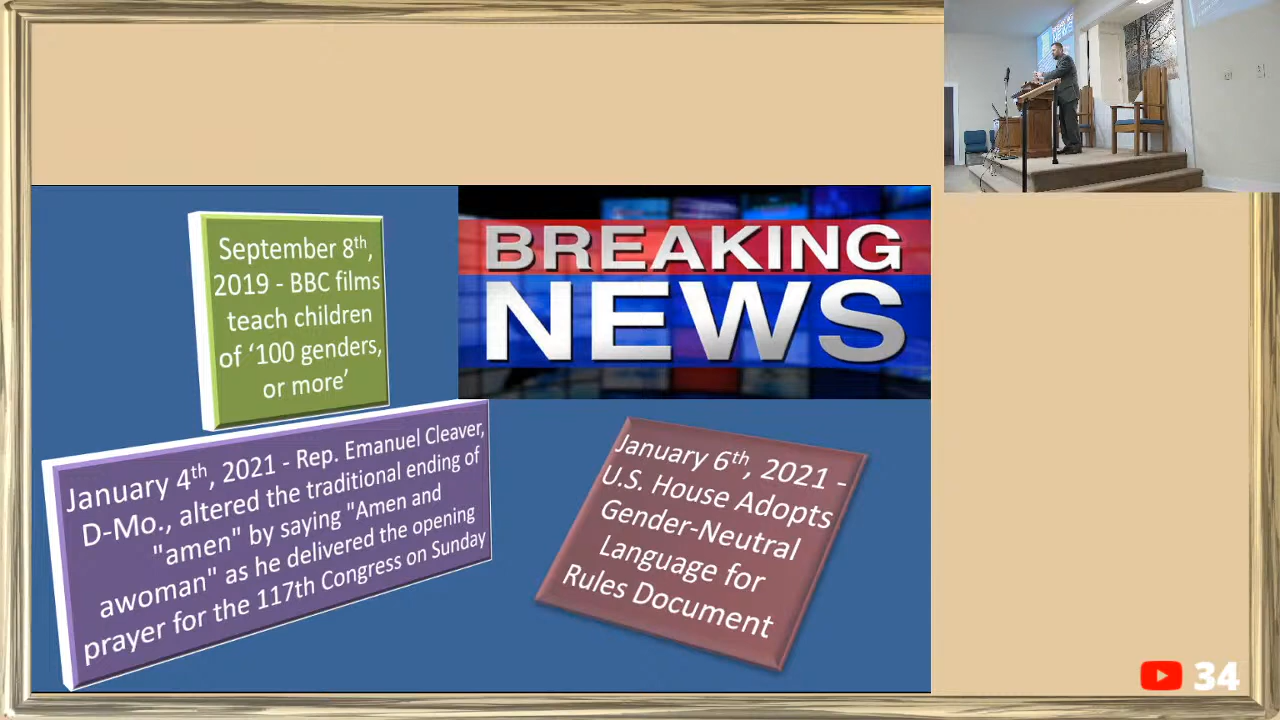 September 8th,
2019 - BBC films
teach children
of ‘100 genders,
or more’
BREAKING
NEWS
January 4th, 2021 - Rep. Emanuel Cleaver,
D-Mo., altered the traditional ending of
"amen" by saying "Amen and
awoman" as he delivered the opening
prayer for the 117th Congress on Sunday
January 6th, 2021 -
U.S. House Adopts
Gender-Neutral
Language for
Rules Document
34